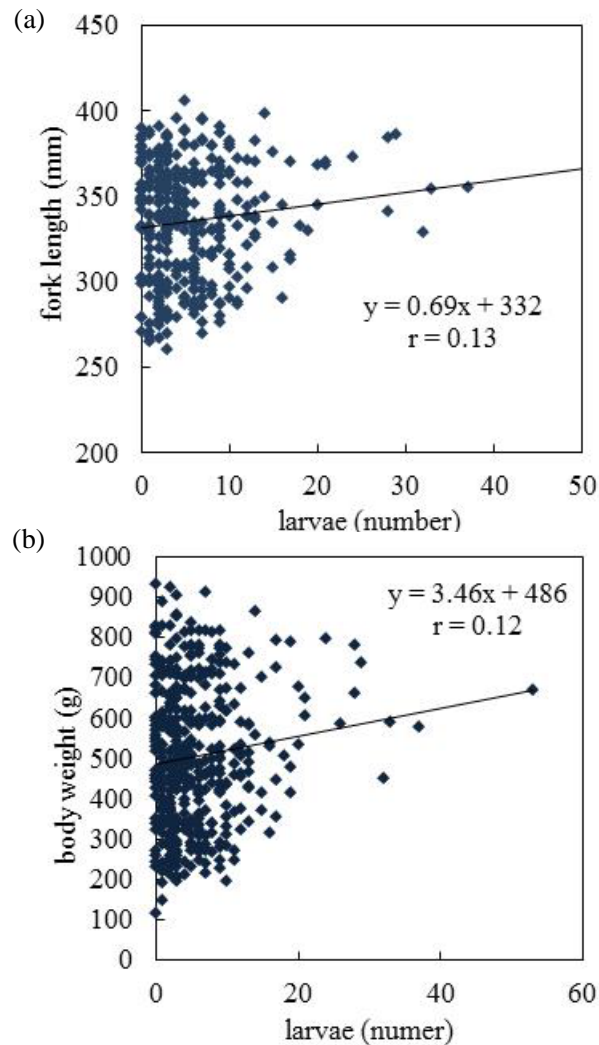 (a)
450
400
350
300
250
200
fork length (mm)
y = 0.69x + 332
r = 0.13
0 10 20 30 40 50
larvae (number)
(b)
1000
900
800
700
600
500
400
300
200
100
0
body weight (g)
y = 3.46x + 486
r = 0.12
0 20 40 60
larvae (numer)